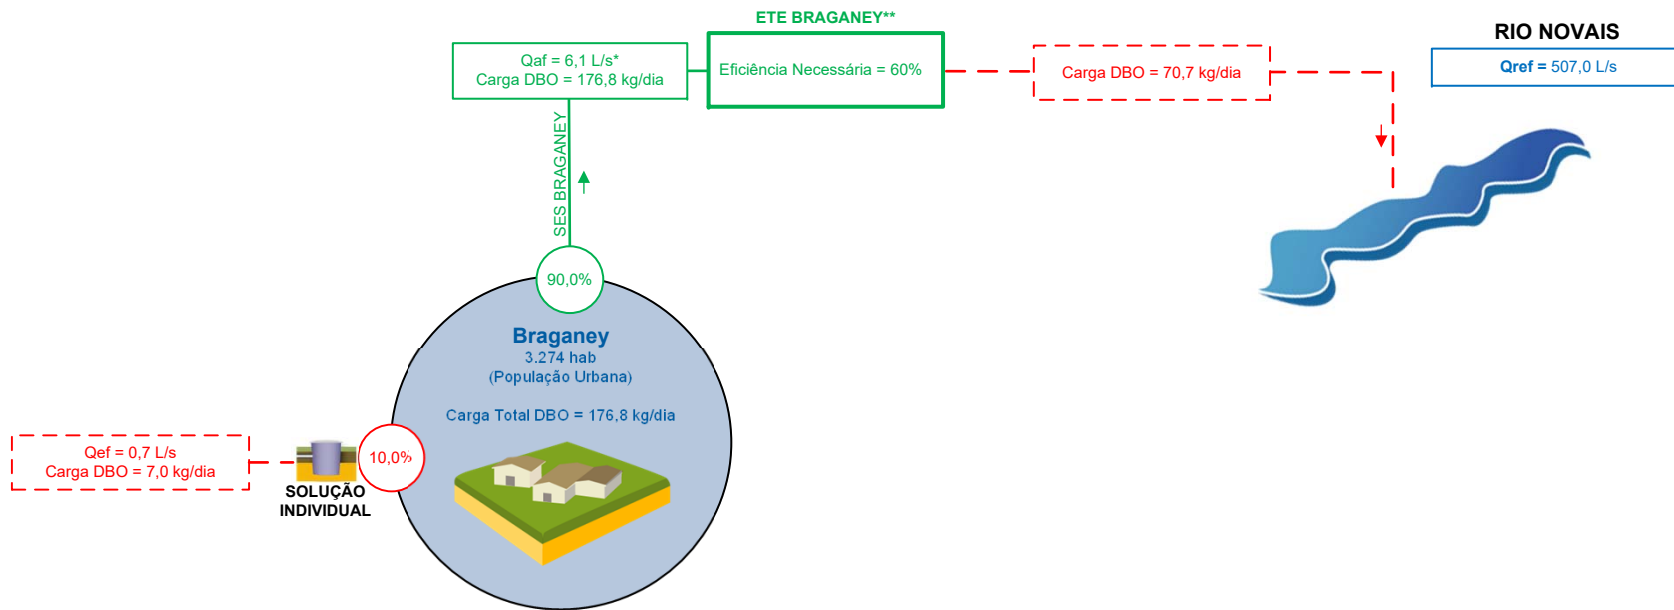 ETE BRAGANEY**
RIO NOVAIS
Qaf = 6,1 L/s*
Carga DBO = 176,8 kg/dia
Eficiência Necessária = 60%
Carga DBO = 70,7 kg/dia
Qref = 507,0 L/s
SES BRAGANEY
90,0%
Braganey
3.274 hab
(População Urbana)
Carga Total DBO = 176,8 kg/dia
Qef = 0,7 L/s
Carga DBO = 7,0 kg/dia
10,0%
SOLUÇÃO
INDIVIDUAL